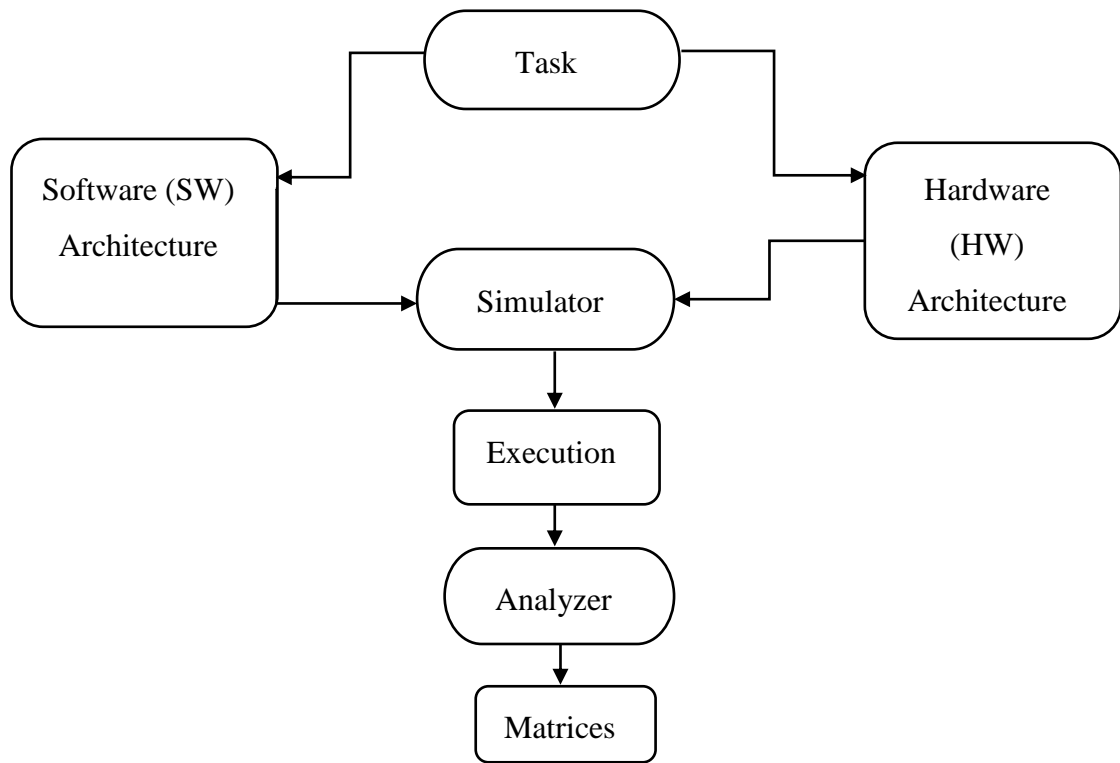 Task
Software (SW)
Architecture
Hardware
(HW)
Architecture
Simulator
Execution
Analyzer
Matrices